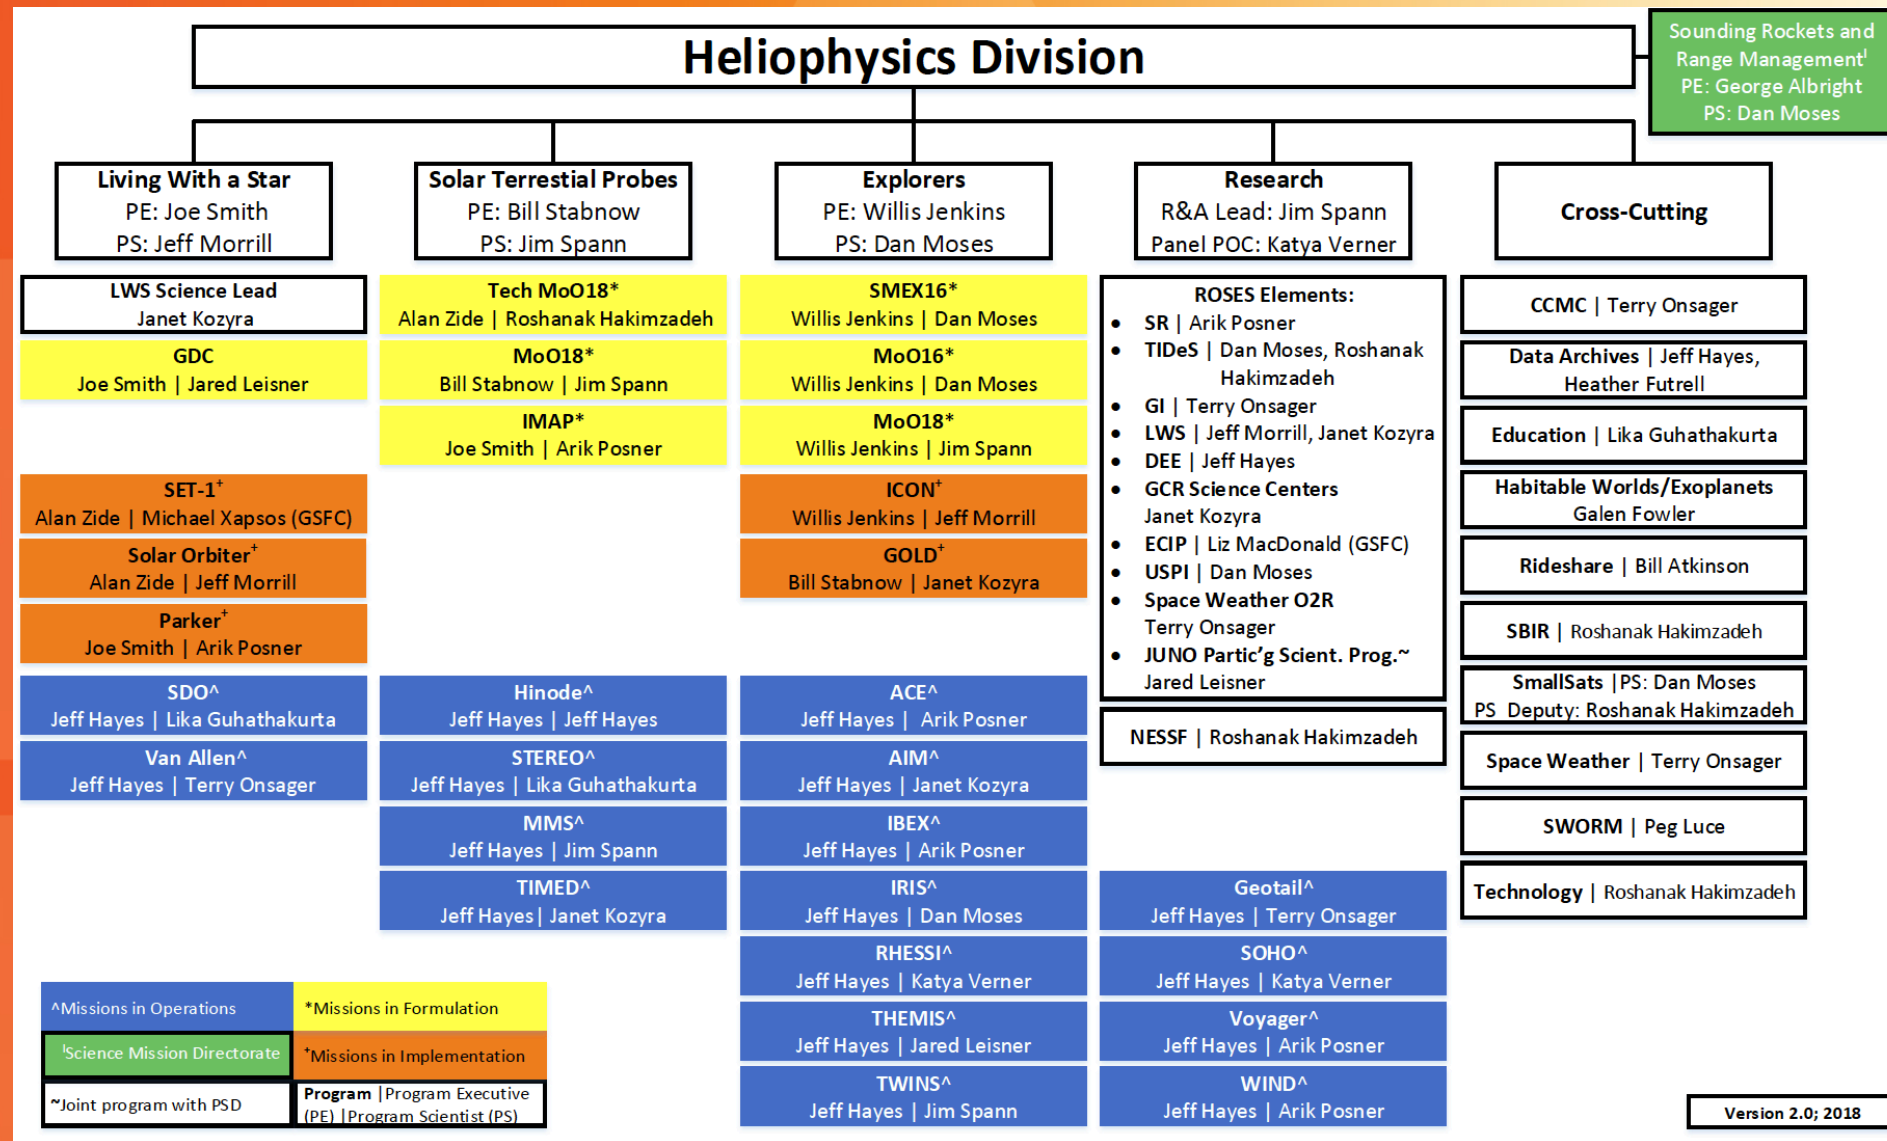 Heliophysics Division
Sounding Rockets and
Range Management¹
PE: George Albright
PS: Dan Moses
Living With a Star
PE: Joe Smith
PS: Jeff Morrill
Solar Terrestial Probes
PE: Bill Stabnow
PS: Jim Spann
Explorers
PE: Willis Jenkins
PS: Dan Moses
Research
R&A Lead: Jim Spann
Panel POC: Katya Verner
Cross-Cutting
LWS Science Lead
Janet Kozyra
GDC
Joe Smith | Jared Leisner
SET-1⁺
Alan Zide | Michael Xapsos (GSFC)
Solar Orbiter⁺
Alan Zide | Jeff Morrill
Parker⁺
Joe Smith | Arik Posner
SDO^
Jeff Hayes | Lika Guhathakurta
Van Allen^
Jeff Hayes | Terry Onsager
Tech MoO18*
Alan Zide | Roshanak Hakimzadeh
MoO18*
Bill Stabnow | Jim Spann
IMAP*
Joe Smith | Arik Posner
Hinode^
Jeff Hayes | Jeff Hayes
STEREO^
Jeff Hayes | Lika Guhathakurta
MMS^
Jeff Hayes | Jim Spann
TIMED^
Jeff Hayes| Janet Kozyra
SMEX16*
Willis Jenkins | Dan Moses
MoO16*
Willis Jenkins | Dan Moses
MoO18*
Willis Jenkins | Jim Spann
ICON⁺
Willis Jenkins | Jeff Morrill
GOLD⁺
Bill Stabnow | Janet Kozyra
ACE^
Jeff Hayes | Arik Posner
AIM^
Jeff Hayes | Janet Kozyra
IBEX^
Jeff Hayes | Arik Posner
IRIS^
Jeff Hayes | Dan Moses
RHESSI^
Jeff Hayes | Katya Verner
THEMIS^
Jeff Hayes | Jared Leisner
TWINS^
Jeff Hayes | Jim Spann
ROSES Elements:
• SR | Arik Posner
• TIDeS | Dan Moses, Roshanak
Hakimzadeh
• GI | Terry Onsager
• LWS | Jeff Morrill, Janet Kozyra
• DEE | Jeff Hayes
• GCR Science Centers
Janet Kozyra
• ECIP | Liz MacDonald (GSFC)
• USPI | Dan Moses
• Space Weather O2R
Terry Onsager
• JUNO Partic’g Scient. Prog.~
Jared Leisner
NESSF | Roshanak Hakimzadeh
Geotail^
Jeff Hayes | Terry Onsager
SOHO^
Jeff Hayes | Katya Verner
Voyager^
Jeff Hayes | Arik Posner
WIND^
Jeff Hayes | Arik Posner
CCMC | Terry Onsager
Data Archives | Jeff Hayes,
Heather Futrell
Education | Lika Guhathakurta
Habitable Worlds/Exoplanets
Galen Fowler
Rideshare | Bill Atkinson
SBIR | Roshanak Hakimzadeh
SmallSats |PS: Dan Moses
PS Deputy: Roshanak Hakimzadeh
Space Weather | Terry Onsager
SWORM | Peg Luce
Technology | Roshanak Hakimzadeh
^Missions in Operations
*Missions in Formulation
¹Science Mission Directorate
⁺Missions in Implementation
~Joint program with PSD
Program |Program Executive
(PE) |Program Scientist (PS)
Version 2.0; 2018